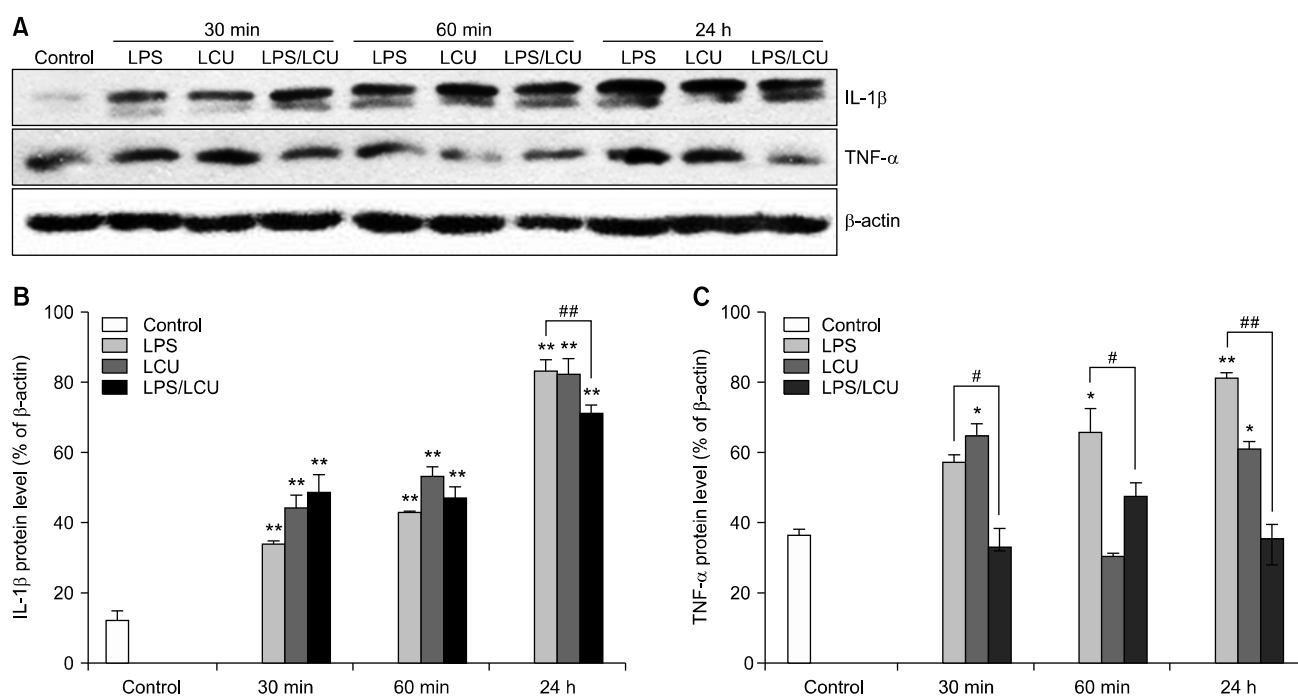 A
30 min 60 min 24 h
Control LPS LCU LPS/LCU LPS LCU LPS/LCU LPS LCU LPS/LCU
IL-1β
TNF-α
β-actin
B
IL-1β protein level (% of β-actin)
100
80
60
40
20
0
Control
LPS
LCU
LPS/LCU
** ** **
** ** **
** ** **
##
Control 30 min 60 min 24 h
C
TNF-α protein level (% of β-actin)
100
80
60
40
20
0
Control
LPS
LCU
LPS/LCU
#
*
#
*
##
**
*
Control 30 min 60 min 24 h